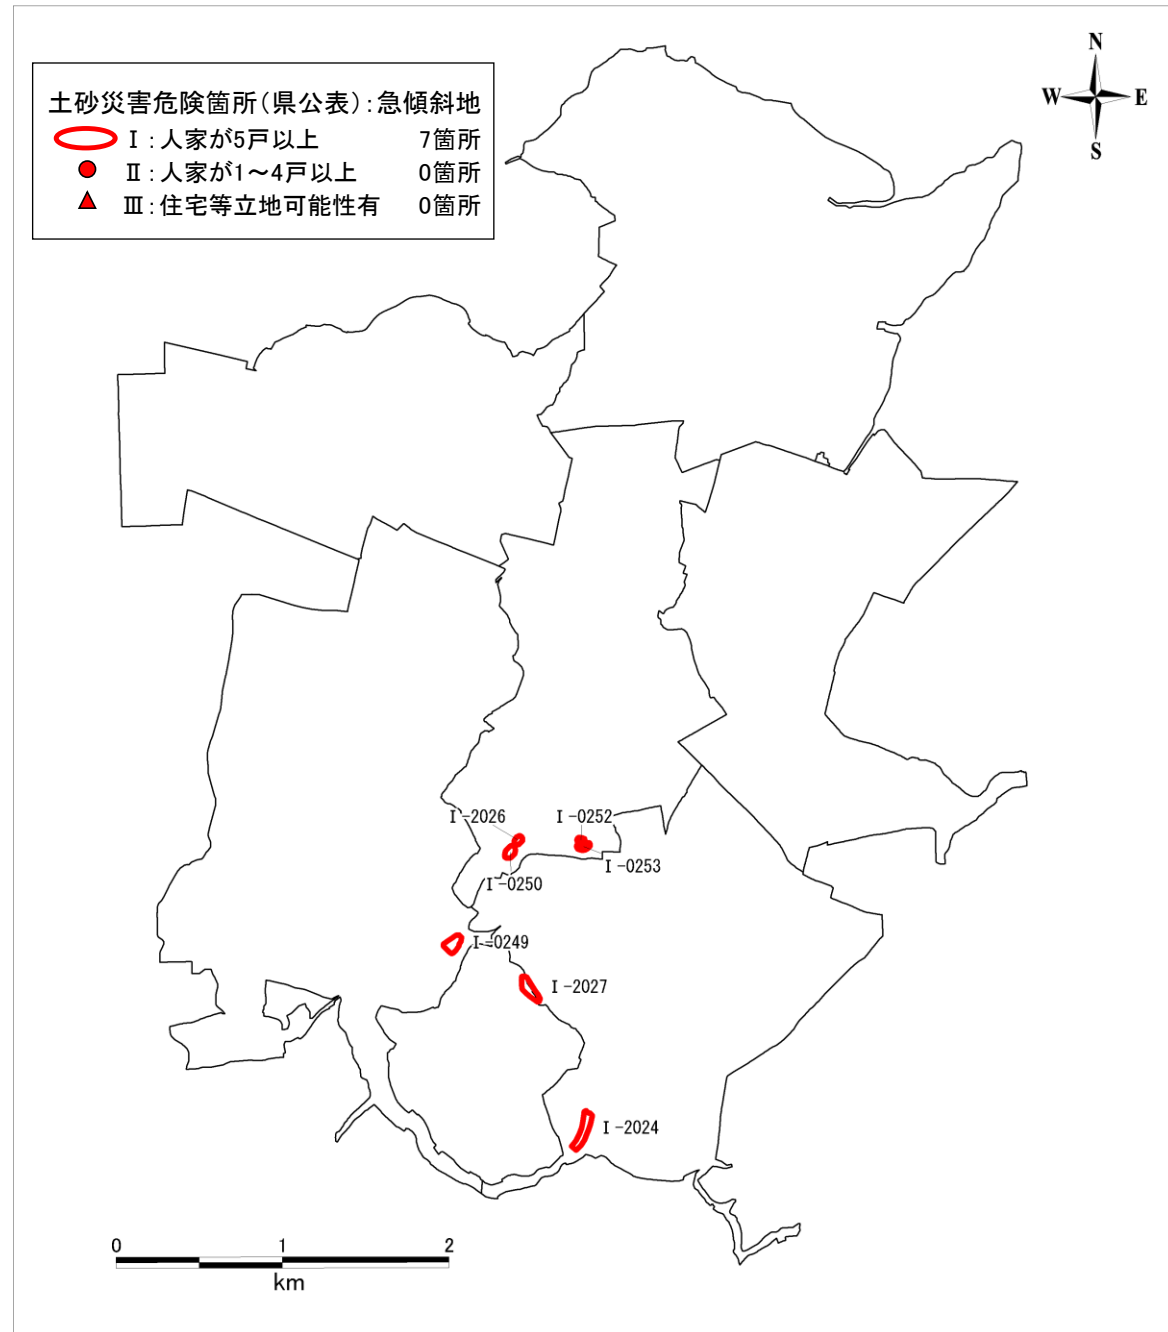 N
W E
S
土砂災害危険箇所(県公表):急傾斜地
Ⅰ:人家が5戸以上 7箇所
Ⅱ:人家が1~4戸以上 0箇所
Ⅲ:住宅等立地可能性有 0箇所
Ⅰ-2026
Ⅰ-0252
Ⅰ-0253
Ⅰ-0250
Ⅰ-0249
Ⅰ-2027
Ⅰ-2024
0 1 2
km